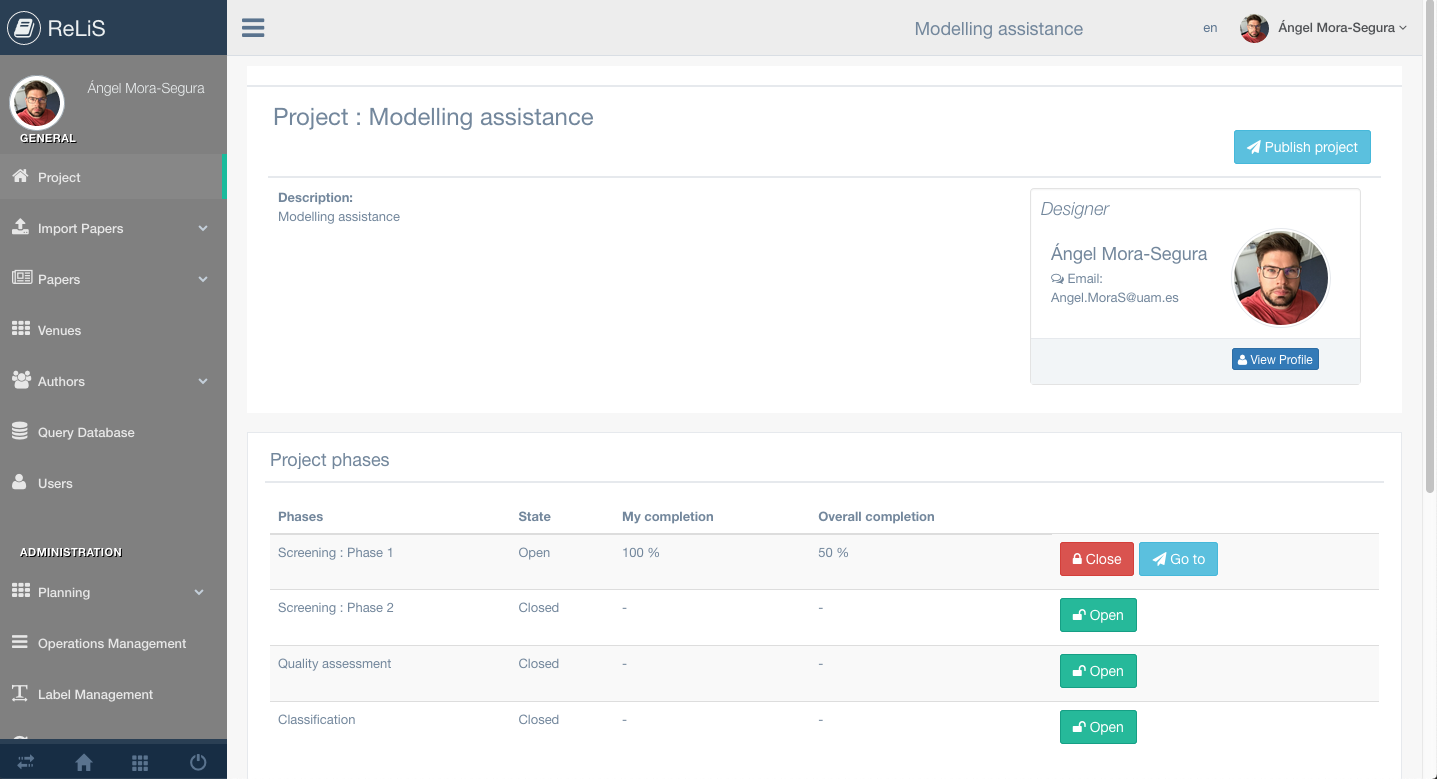 ReLiS
Modelling assistance
en
Ángel Mora-Segura
Ángel Mora-Segura
GENERAL
Project
Import Papers
Papers
Venues
Authors
Query Database
Users
ADMINISTRATION
Planning
Operations Management
Label Management
Project : Modelling assistance
Publish project
Description:
Modelling assistance
Designer
Ángel Mora-Segura
Email:
Angel.MoraS@uam.es
View Profile
Project phases
Phases State My completion Overall completion
Screening : Phase 1 Open 100 % 50 % Close Go to
Screening : Phase 2 Closed - - Open
Quality assessment Closed - - Open
Classification Closed - - Open